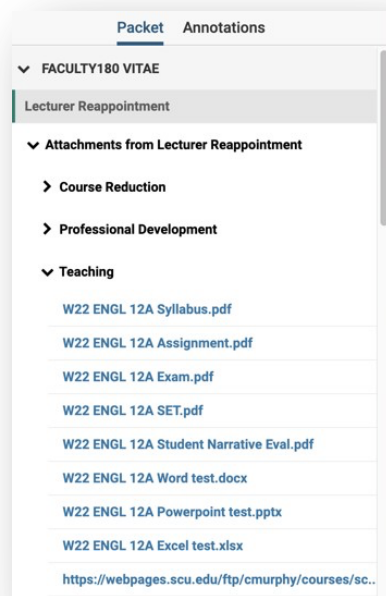 Packet Annotations
FACULTY180 VITAE
Lecturer Reappointment
Attachments from Lecturer Reappointment
Course Reduction
Professional Development
Teaching
W22 ENGL 12A Syllabus.pdf
W22 ENGL 12A Assignment.pdf
W22 ENGL 12A Exam.pdf
W22 ENGL 12A SET.pdf
W22 ENGL 12A Student Narrative Eval.pdf
W22 ENGL 12A Word test.docx
W22 ENGL 12A Powerpoint test.pptx
W22 ENGL 12A Excel test.xlsx
https://webpages.scu.edu/ftp/cmurphy/courses/sc..